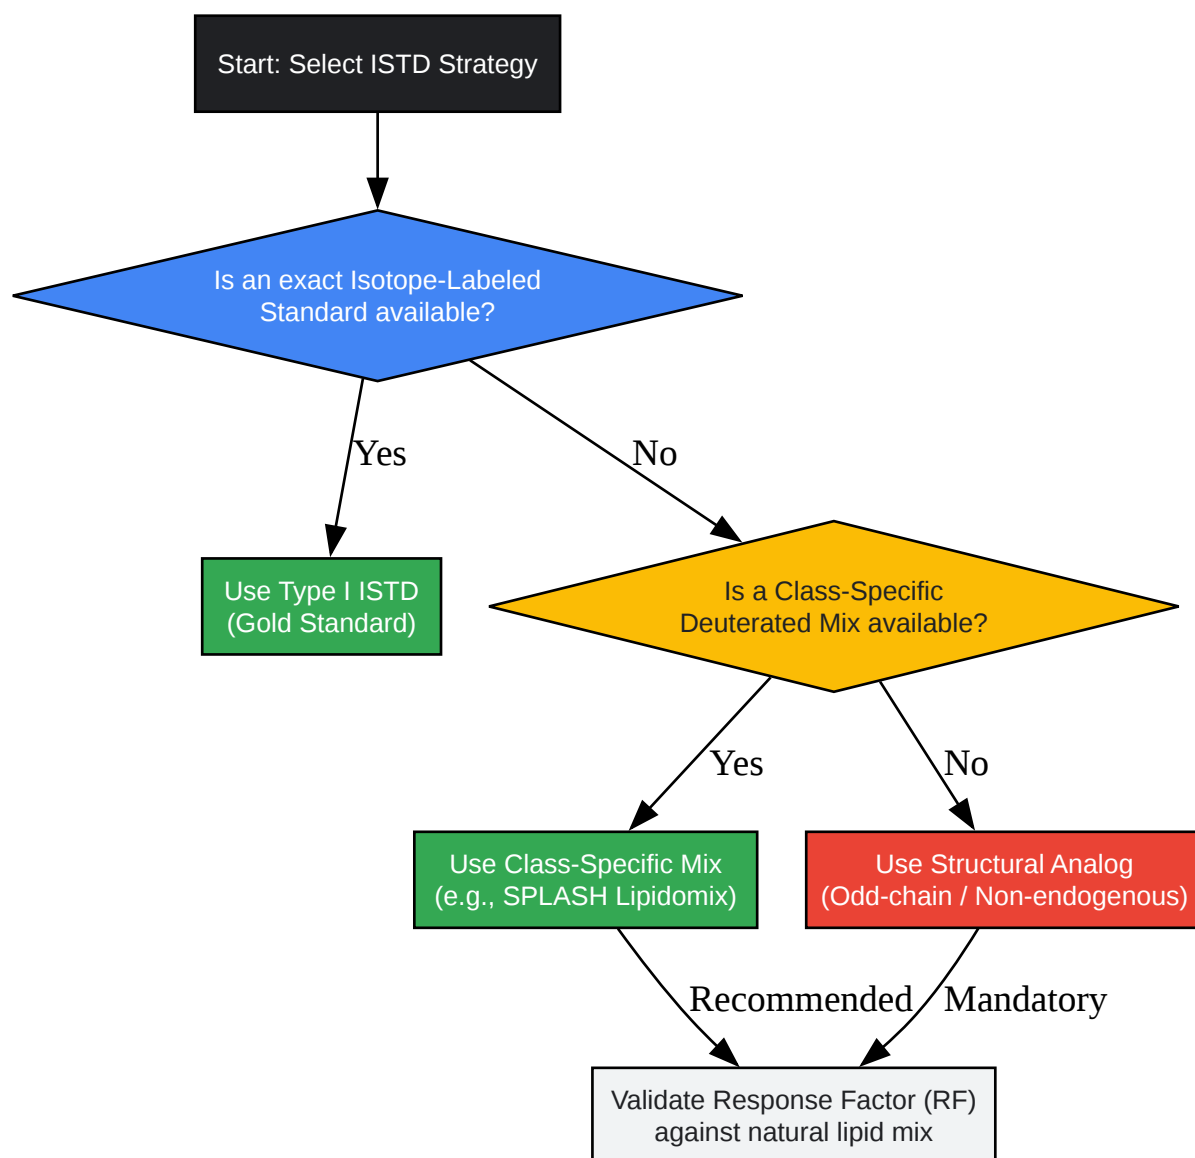 Start: Select ISTD Strategy
Is an exact Isotope-Labeled
Standard available?
Yes
No
Use Type I ISTD
(Gold Standard)
Is a Class-Specific
Deuterated Mix available?
Yes
No
Use Class-Specific Mix
(e.g., SPLASH Lipidomix)
Use Structural Analog
(Odd-chain / Non-endogenous)
Recommended
Mandatory
Validate Response Factor (RF)
against natural lipid mix